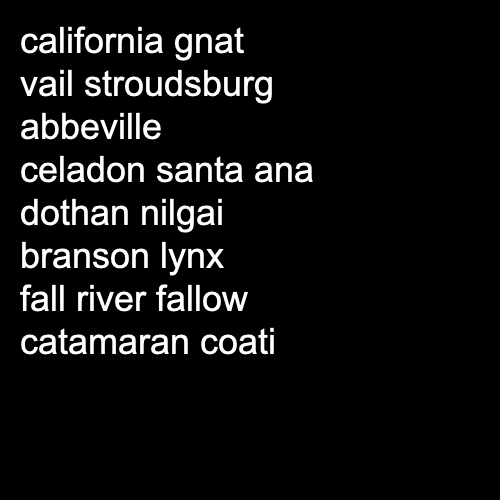 california gnat
vail stroudsburg
abbeville
celadon santa ana
dothan nilgai
branson lynx
fall river fallow
catamaran coati